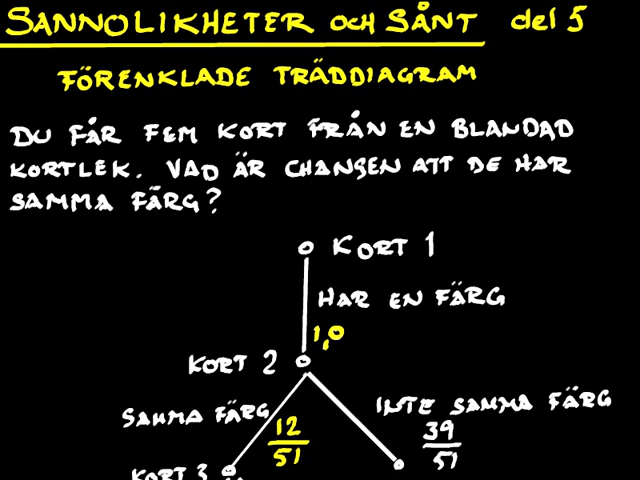 SANNOLIKHETER OCH SÅNT del 5
FÖRENKLADE TRÄDDIAGRAM
DU FÅR FEM KORT FRÅN EN BLANDAD
KORTLEK. VAD ÄR CHANSEN ATT DE HAR
SAMMA FÄRG?
KORT 1
HAR EN FÄRG
1,0
KORT 2
SAMMA FÄRG
INTE SAMMA FÄRG
12
51
39
51
KORT 3